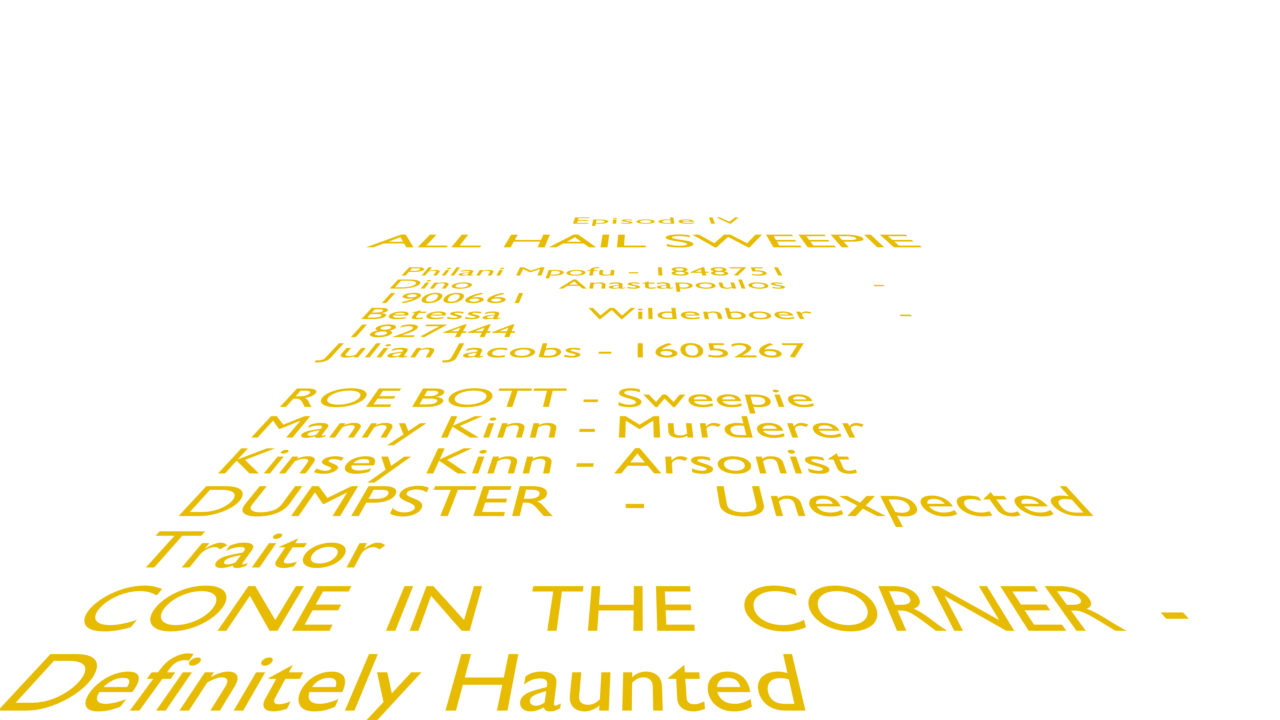 Episode IV
ALL HAIL SWEEPIE
Philani Mpofu - 1848751
Dino Anastapoulos -
1900661
Betessa Wildenboer -
1827444
Julian Jacobs - 1605267
ROE BOTT - Sweepie
Manny Kinn - Murderer
Kinsey Kinn - Arsonist
DUMPSTER - Unexpected
Traitor
CONE IN THE CORNER -
Definitely Haunted